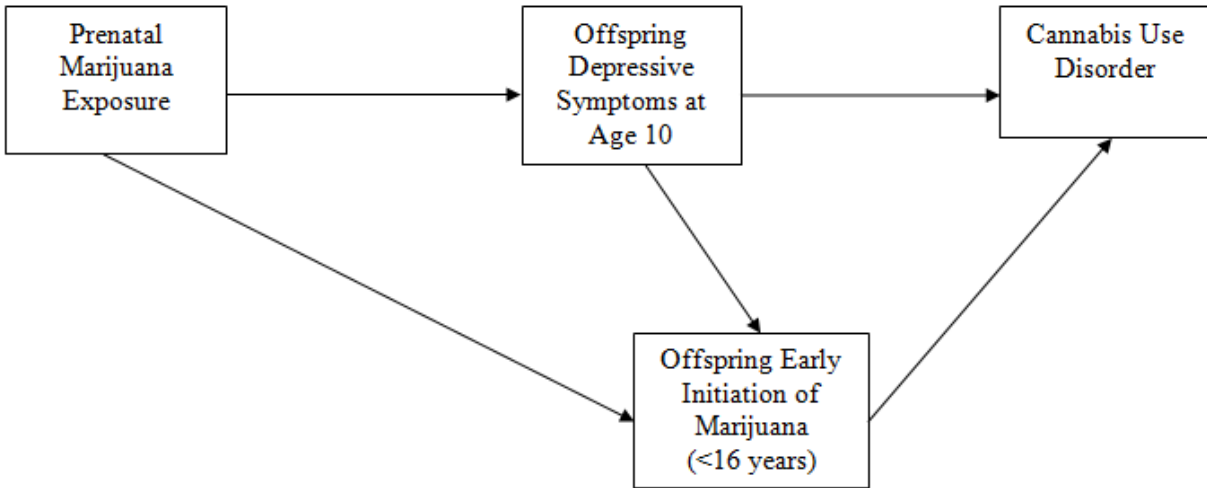 Prenatal
Marijuana
Exposure
Offspring
Depressive
Symptoms at
Age 10
Cannabis Use
Disorder
Offspring Early
Initiation of
Marijuana
(<16 years)